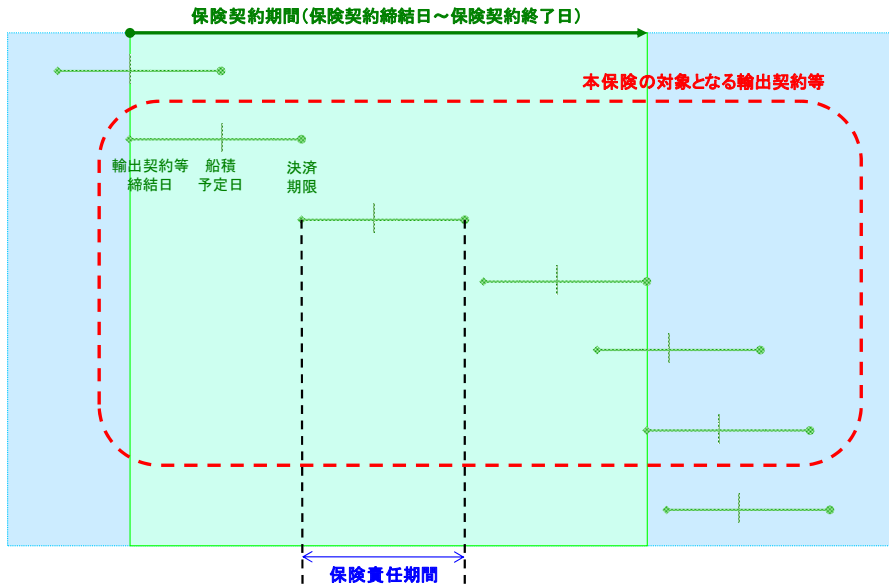 保険契約期間（保険契約締結日～保険契約終了日）
本保険の対象となる輸出契約等
輸出契約等
締結日
船積
予定日
決済
期限
保険責任期間